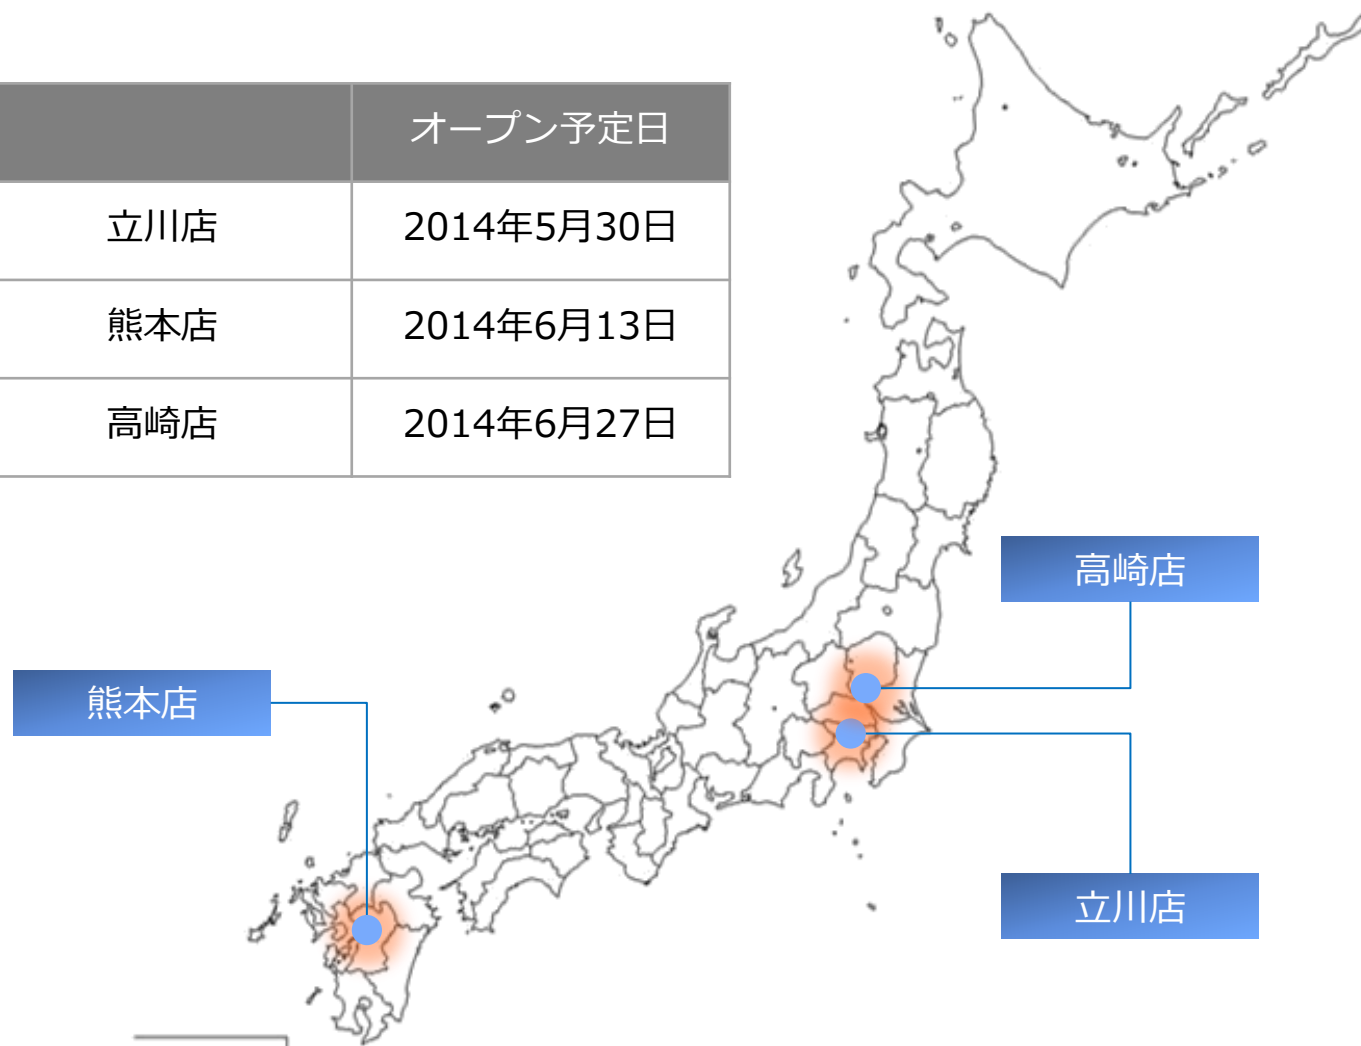 オープン予定日
立川店 2014年5月30日
熊本店 2014年6月13日
高崎店 2014年6月27日
高崎店
熊本店
立川店